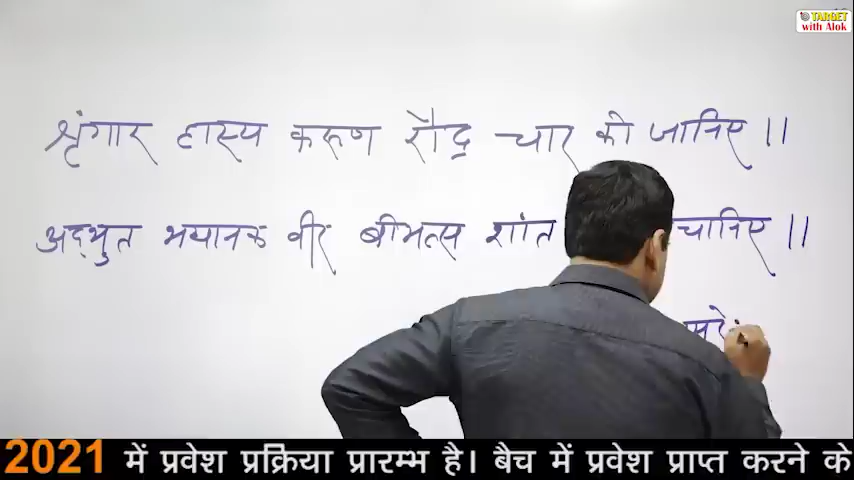 TARGET
with Alok
श्रृंगार हास्य करुण रौद्र चार को जानिए ||
अद्भुत भयानक वीर बीभत्स शांत चानिए ||
2021 में प्रवेश प्रक्रिया प्रारम्भ है। बैच में प्रवेश प्राप्त करने के